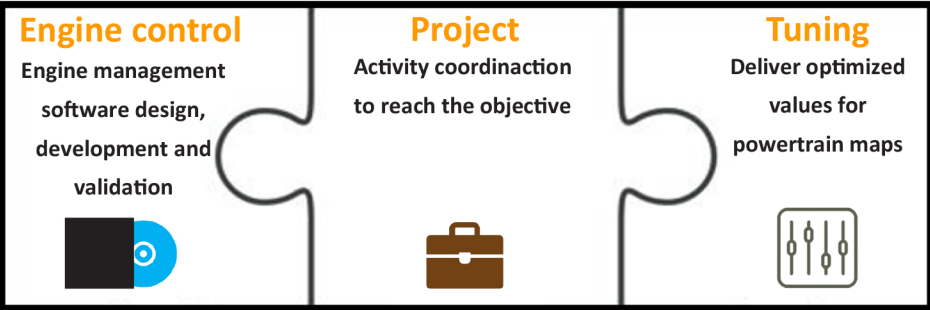 Engine control
Engine management
software design,
development and
validation
Project
Activity coordinaction
to reach the objective
Tuning
Deliver optimized
values for
powertrain maps